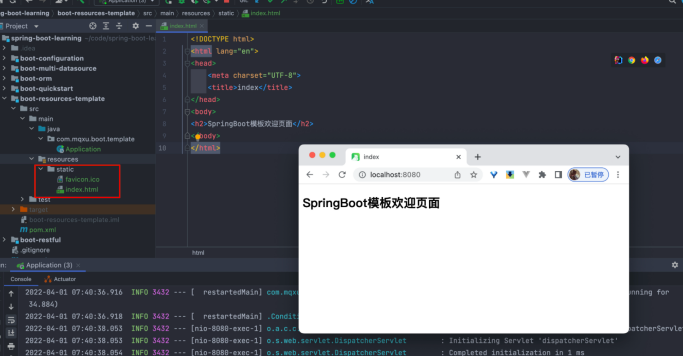 spring-boot-learning > boot-resources-template > src > main > resources > static > index.html
Application (3)
Project
index.html
spring-boot-learning ~/code/spring-boot-le
.idea
boot-configuration
boot-multi-datasource
boot-orm
boot-quickstart
boot-resources-template
src
main
java
com.mqxu.boot.template
Application
resources
static
favicon.ico
index.html
test
target
boot-resources-template.iml
pom.xml
boot-restful
.gitignore
1 <!DOCTYPE html>
2 <html lang="en">
3 <head>
4 <meta charset="UTF-8">
5 <title>index</title>
6 </head>
7 <body>
8 <h2>SpringBoot模板欢迎页面</h2>
9 </body>
10 </html>
html
index
localhost:8080
已暂停
SpringBoot模板欢迎页面
Application (3)
Console
Actuator
2022-04-01 07:40:36.916 INFO 3432 --- [ restartedMain] com.mqxu
nning for
34.884)
2022-04-01 07:40:36.918 INFO 3432 --- [ restartedMain] .Condit
2022-04-01 07:40:38.053 INFO 3432 --- [nio-8080-exec-1] o.a.c.c
patcherServlet
2022-04-01 07:40:38.053 INFO 3432 --- [nio-8080-exec-1] o.s.web.servlet.DispatcherServlet : Initializing Servlet 'dispatcherServlet'
2022-04-01 07:40:38.054 INFO 3432 --- [nio-8080-exec-1] o.s.web.servlet.DispatcherServlet : Completed initialization in 1 ms